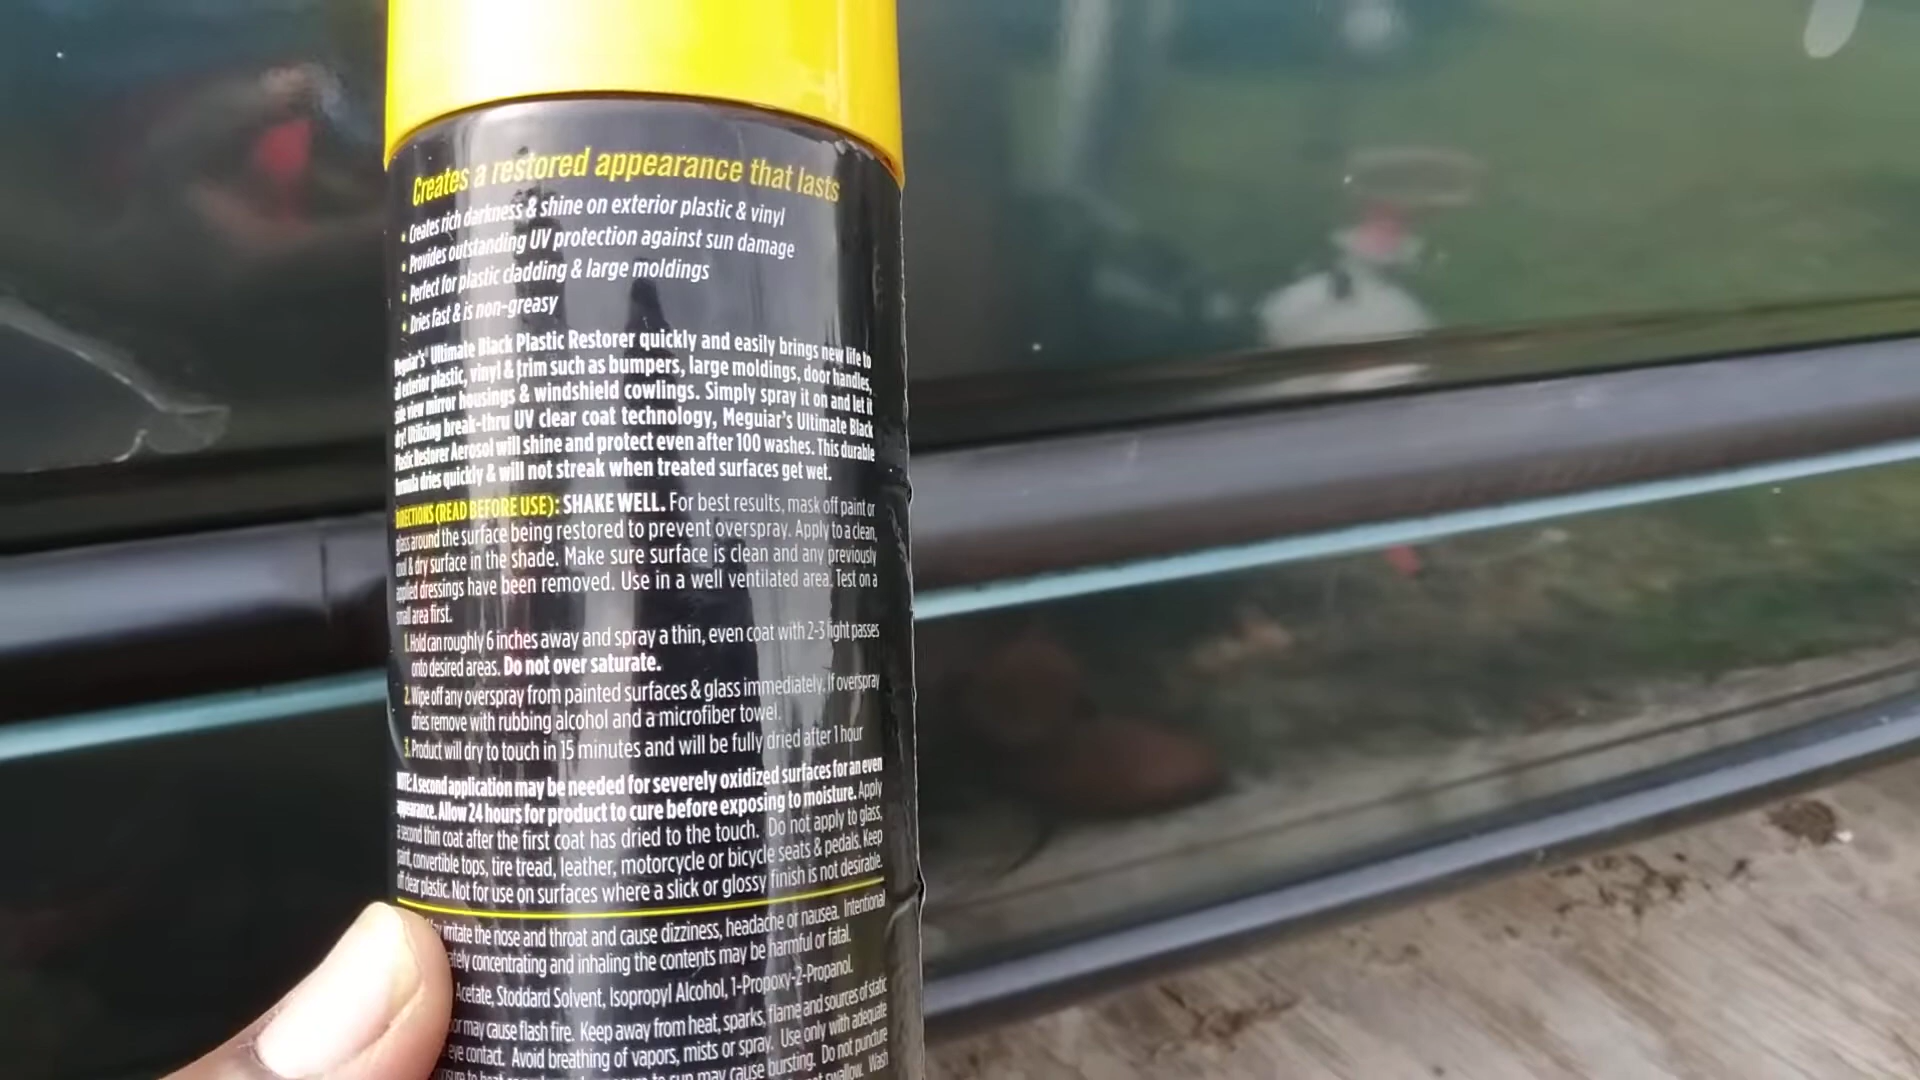 Creates a restored appearance that lasts
• Creates rich darkness & shine on exterior plastic & vinyl
• Provides outstanding UV protection against sun damage
• Perfect for plastic cladding & large moldings
• Dries fast & is non-greasy
Meguiar's® Ultimate Black Plastic Restorer quickly and easily brings new life to
all exterior plastic, vinyl & trim such as bumpers, large moldings, door handles,
side view mirror housings & windshield cowlings. Simply spray it on and let it
dry! Utilizing break-thru UV clear coat technology, Meguiar's Ultimate Black
Plastic Restorer Aerosol will shine and protect even after 100 washes. This durable
formula dries quickly & will not streak when treated surfaces get wet.
DIRECTIONS (READ BEFORE USE): SHAKE WELL. For best results, mask off paint or
glass around the surface being restored to prevent overspray. Apply to a clean,
cool & dry surface in the shade. Make sure surface is clean and any previously
applied dressings have been removed. Use in a well ventilated area. Test on a
small area first.
1. Hold can roughly 6 inches away and spray a thin, even coat with 2-3 light passes
onto desired areas. Do not over saturate.
2. Wipe off any overspray from painted surfaces & glass immediately. If overspray
dries remove with rubbing alcohol and a microfiber towel.
3. Product will dry to touch in 15 minutes and will be fully dried after 1 hour
NOTE: A second application may be needed for severely oxidized surfaces for an even
appearance. Allow 24 hours for product to cure before exposing to moisture. Apply
a second thin coat after the first coat has dried to the touch. Do not apply to glass,
paint, convertible tops, tire tread, leather, motorcycle or bicycle seats & pedals. Keep
off clear plastic. Not for use on surfaces where a slick or glossy finish is not desirable.
irritate the nose and throat and cause dizziness, headache or nausea. Intentional
concentrating and inhaling the contents may be harmful or fatal.
Acetate, Stoddard Solvent, Isopropyl Alcohol, 1-Propoxy-2-Propanol.
may cause flash fire. Keep away from heat, sparks, flame and sources of static
eye contact. Avoid breathing of vapors, mists or spray. Use only with adequate
to sun may cause bursting. Do not puncture
swallow. Wash